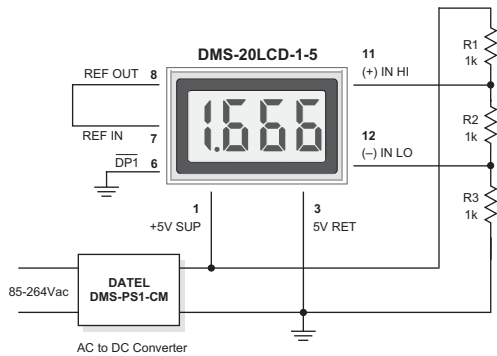 DMS-20LCD-1-5
REF OUT 8
11
(+) IN HI
R1
1k
1.666
REF IN 7
12
(–) IN LO
R2
1k
DP1 6
R3
1k
1
+5V SUP
3
5V RET
85-264Vac
DATEL
DMS-PS1-CM
AC to DC Converter